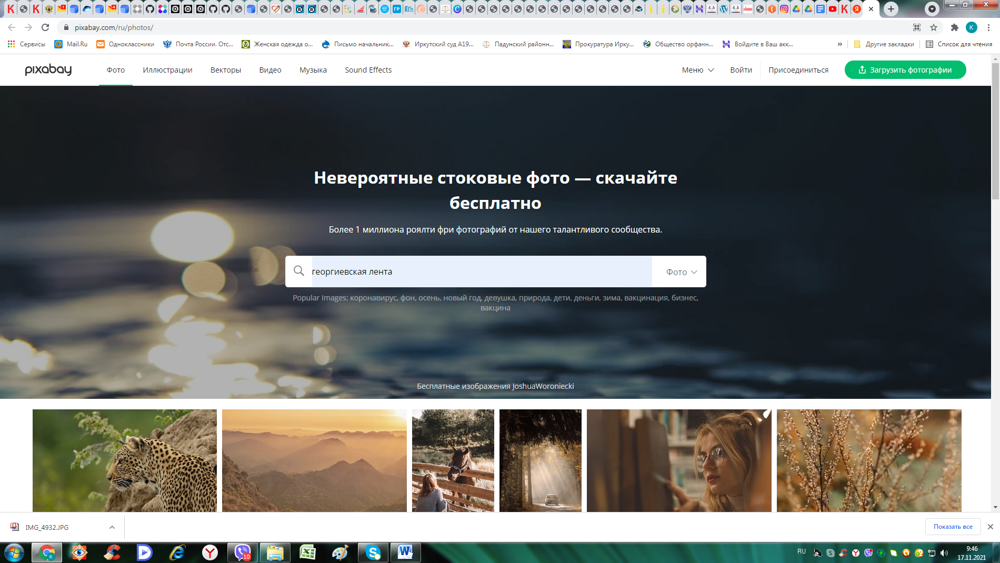 pixabay.com/ru/photos/
Сервисы
Mail.Ru
Одноклассники
Почта России. Отс...
Женская одежда о...
Письмо начальник...
Иркутский суд А19...
Падунский районн...
Прокуратура Ирку...
Общество орфанн...
Войдите в Ваш акк...
»
Другие закладки
Список для чтения
pixabay
Фото
Иллюстрации
Векторы
Видео
Музыка
Sound Effects
Меню
Войти
Присоединиться
Загрузить фотографии
Невероятные стоковые фото — скачайте
бесплатно
Более 1 миллиона роялти фри фотографий от нашего талантливого сообщества.
георгиевская лента
Фото
Popular Images: коронавирус, фон, осень, новый год, девушка, природа, дети, деньги, зима, вакцинация, бизнес,
вакцина
Бесплатные изображения JoshuaWoroniecki
IMG_4932.JPG
Показать все
10
RU
9:46
17.11.2021